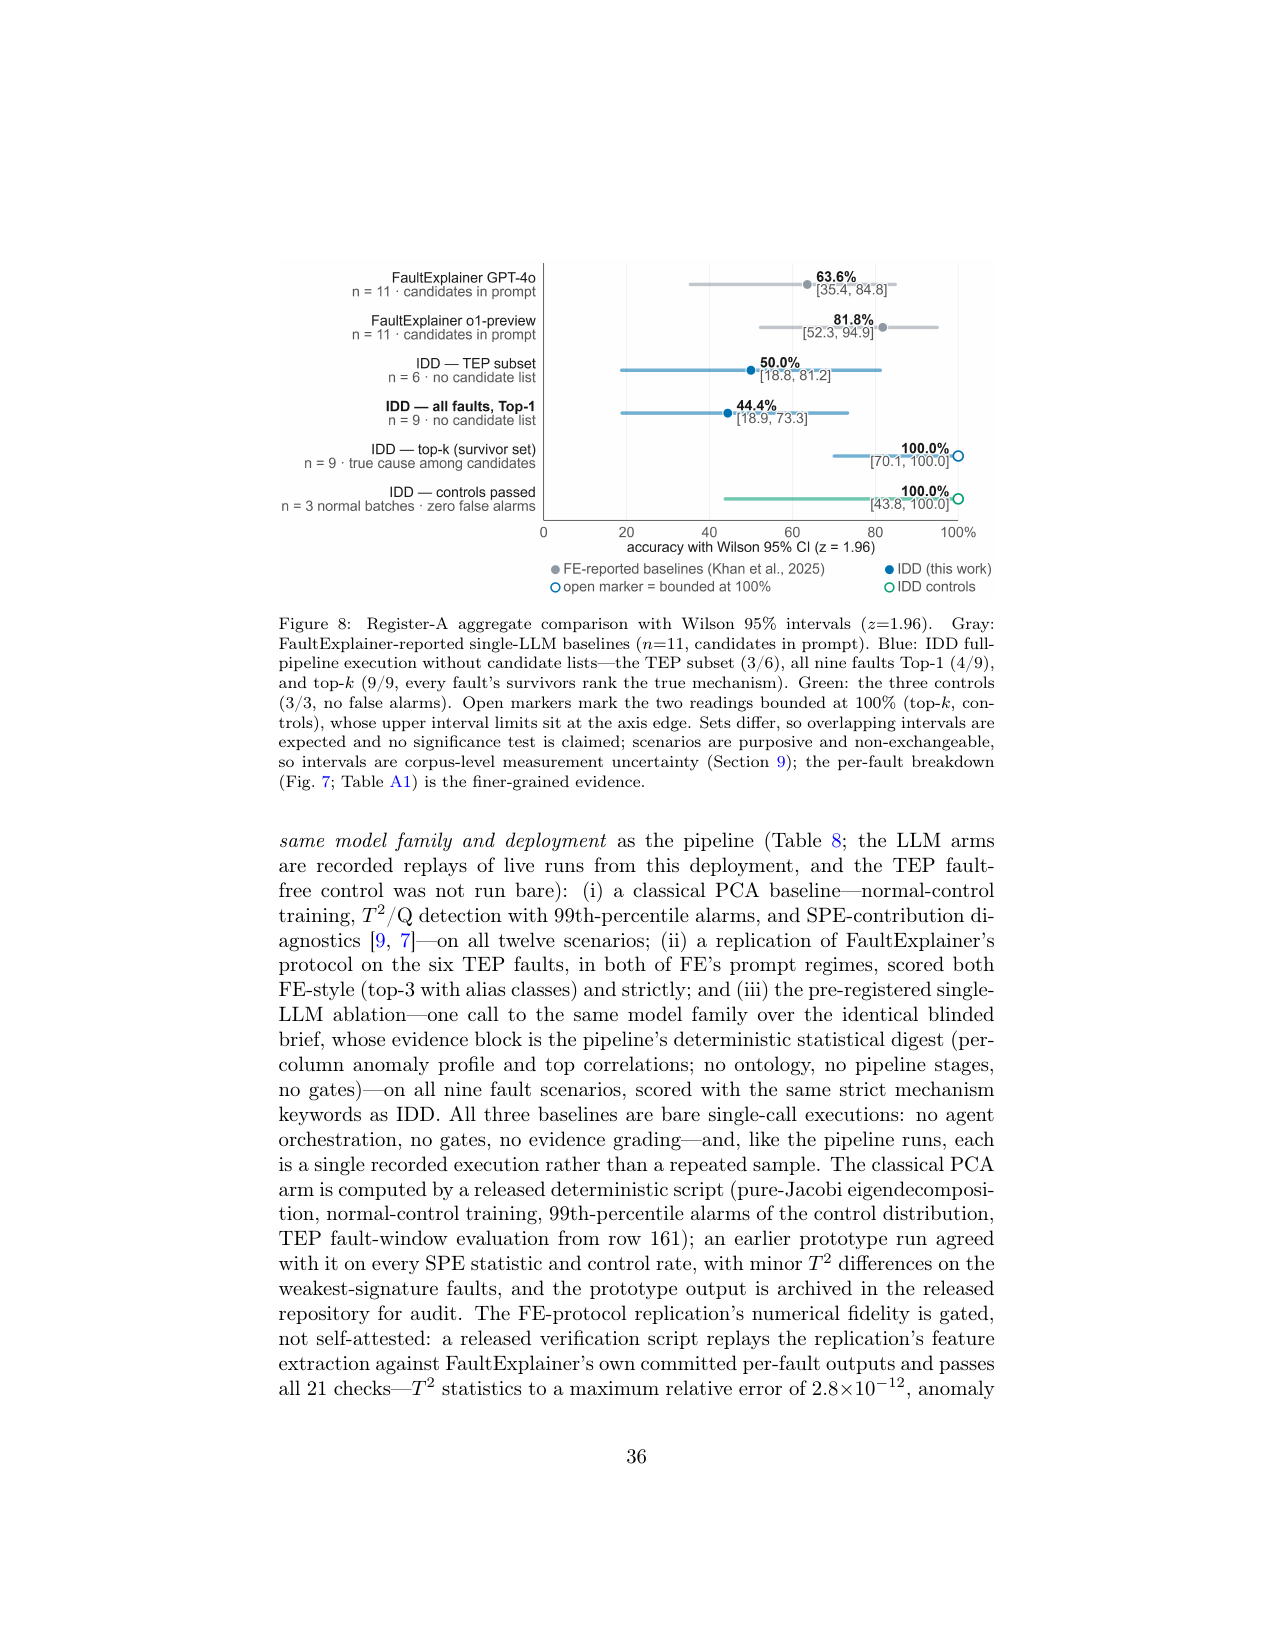 FaultExplainer GPT-4o
n = 11 · candidates in prompt
63.6%
[35.4, 84.8]
FaultExplainer o1-preview
n = 11 · candidates in prompt
81.8%
[52.3, 94.9]
IDD — TEP subset
n = 6 · no candidate list
50.0%
[18.8, 81.2]
IDD — all faults, Top-1
n = 9 · no candidate list
44.4%
[18.9, 73.3]
IDD — top-k (survivor set)
n = 9 · true cause among candidates
100.0%
[70.1, 100.0]
IDD — controls passed
n = 3 normal batches · zero false alarms
100.0%
[43.8, 100.0]
0 20 40 60 80 100%
accuracy with Wilson 95% CI (z = 1.96)
FE-reported baselines (Khan et al., 2025) IDD (this work)
open marker = bounded at 100% IDD controls
Figure 8: Register-A aggregate comparison with Wilson 95% intervals (z=1.96). Gray:
FaultExplainer-reported single-LLM baselines (n=11, candidates in prompt). Blue: IDD full-
pipeline execution without candidate lists—the TEP subset (3/6), all nine faults Top-1 (4/9),
and top-k (9/9, every fault's survivors rank the true mechanism). Green: the three controls
(3/3, no false alarms). Open markers mark the two readings bounded at 100% (top-k, con-
trols), whose upper interval limits sit at the axis edge. Sets differ, so overlapping intervals are
expected and no significance test is claimed; scenarios are purposive and non-exchangeable,
so intervals are corpus-level measurement uncertainty (Section 9); the per-fault breakdown
(Fig. 7; Table A1) is the finer-grained evidence.
same model family and deployment as the pipeline (Table 8; the LLM arms
are recorded replays of live runs from this deployment, and the TEP fault-
free control was not run bare): (i) a classical PCA baseline—normal-control
training, T²/Q detection with 99th-percentile alarms, and SPE-contribution di-
agnostics [9, 7]—on all twelve scenarios; (ii) a replication of FaultExplainer's
protocol on the six TEP faults, in both of FE's prompt regimes, scored both
FE-style (top-3 with alias classes) and strictly; and (iii) the pre-registered single-
LLM ablation—one call to the same model family over the identical blinded
brief, whose evidence block is the pipeline's deterministic statistical digest (per-
column anomaly profile and top correlations; no ontology, no pipeline stages,
no gates)—on all nine fault scenarios, scored with the same strict mechanism
keywords as IDD. All three baselines are bare single-call executions: no agent
orchestration, no gates, no evidence grading—and, like the pipeline runs, each
is a single recorded execution rather than a repeated sample. The classical PCA
arm is computed by a released deterministic script (pure-Jacobi eigendecomposi-
tion, normal-control training, 99th-percentile alarms of the control distribution,
TEP fault-window evaluation from row 161); an earlier prototype run agreed
with it on every SPE statistic and control rate, with minor T² differences on the
weakest-signature faults, and the prototype output is archived in the released
repository for audit. The FE-protocol replication's numerical fidelity is gated,
not self-attested: a released verification script replays the replication's feature
extraction against FaultExplainer's own committed per-fault outputs and passes
all 21 checks—T² statistics to a maximum relative error of 2.8×10⁻¹², anomaly
36